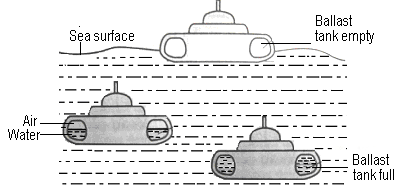 Sea surface
Ballast
tank empty
Air
Water
Ballast
tank full